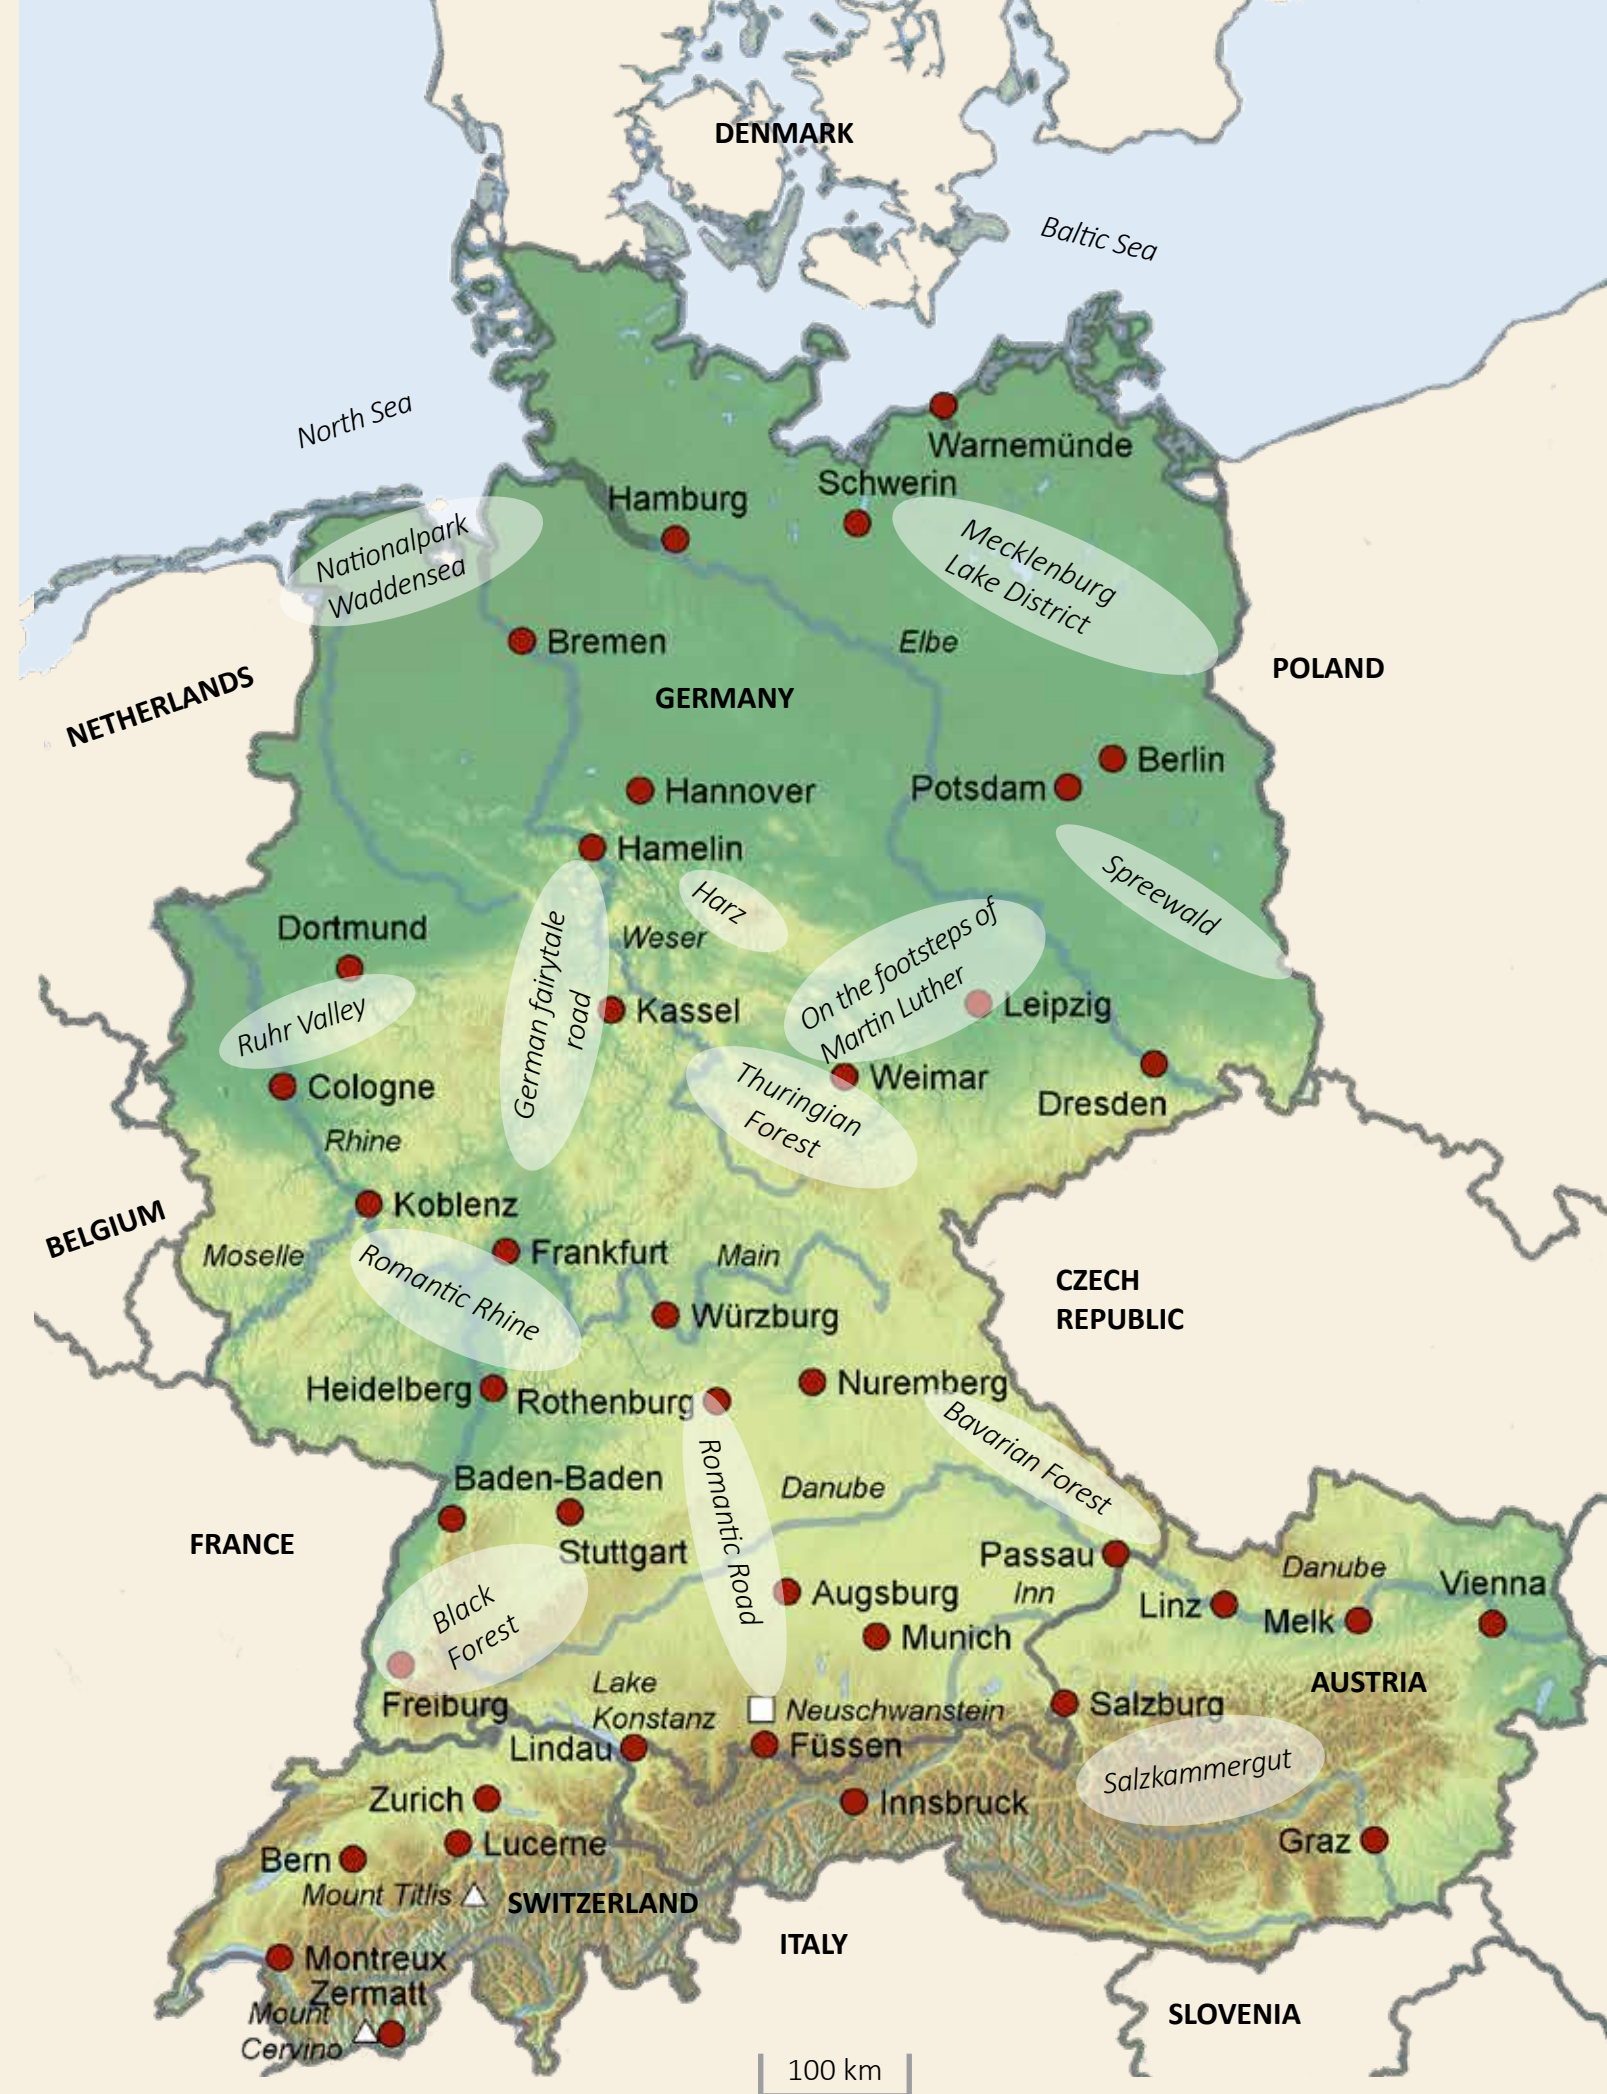 DENMARK
Baltic Sea
North Sea
Warnemünde
Schwerin
Hamburg
Nationalpark
Waddensea
Mecklenburg
Lake District
Bremen
Elbe
NETHERLANDS
GERMANY
POLAND
Berlin
Hannover
Potsdam
Hamelin
Harz
Spreewald
Dortmund
Weser
German fairytale
road
On the footsteps of
Martin Luther
Ruhr Valley
Kassel
Leipzig
Cologne
Thuringian
Forest
Weimar
Dresden
Rhine
Koblenz
BELGIUM
Moselle
Frankfurt
Main
Romantic Rhine
CZECH
REPUBLIC
Würzburg
Heidelberg
Rothenburg
Nuremberg
Bavarian Forest
Romantic Road
Baden-Baden
Danube
FRANCE
Stuttgart
Passau
Danube
Vienna
Black
Forest
Augsburg
Inn
Linz
Melk
Munich
AUSTRIA
Freiburg
Lake
Konstanz
Neuschwanstein
Salzburg
Lindau
Füssen
Salzkammergut
Zurich
Innsbruck
Lucerne
Graz
Bern
Mount Titlis
SWITZERLAND
ITALY
Montreux
Zermatt
Mount
Cervino
SLOVENIA
100 km